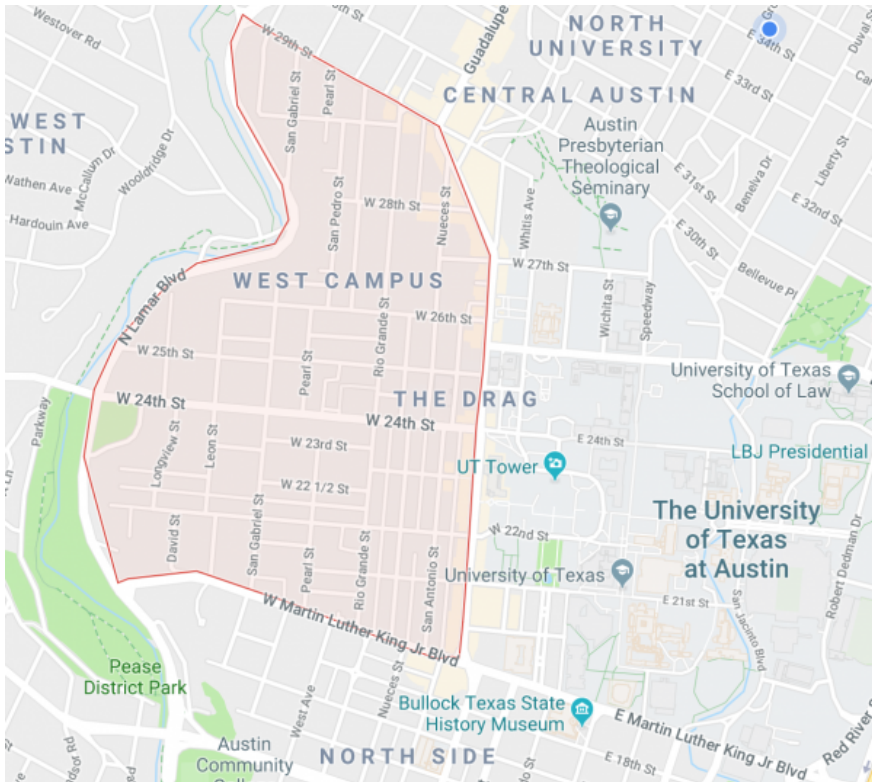 Westover Rd
W 29th St
Guadalupe
NORTH
UNIVERSITY
E 34th St
Duval St
E 33rd St
San Gabriel St
Pearl St
CENTRAL AUSTIN
WEST
STIN
McCallum Dr
Wooldridge Dr
Austin
Presbyterian
Theological
Seminary
Benelva Dr
Liberty St
E 31st St
Wathen Ave
Hardouin Ave
San Pedro St
W 28th St
Nueces St
Whitis Ave
E 32nd St
E 30th St
W 27th St
Bellevue Pl
N Lamar Blvd
WEST CAMPUS
Wichita St
Speedway
W 26th St
Rio Grande St
W 25th St
Pearl St
University of Texas
School of Law
Parkway
W 24th St
THE DRAG
W 24th St
Longview St
Leon St
W 23rd St
E 24th St
LBJ Presidential
UT Tower
W 22 1/2 St
The University
of Texas
at Austin
W 22nd St
David St
San Gabriel St
Pearl St
Rio Grande St
San Antonio St
University of Texas
E 21st St
San Jacinto Blvd
Robert Dedman Dr
W Martin Luther King Jr Blvd
Pease
District Park
West Ave
Nueces St
Bullock Texas State
History Museum
E Martin Luther King Jr Blvd
Red River
Austin
Community
NORTH SIDE
E 18th St